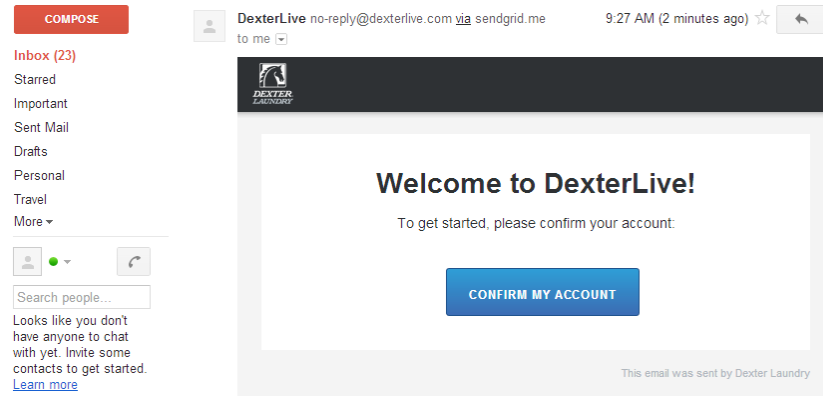 COMPOSE
Inbox (23)
Starred
Important
Sent Mail
Drafts
Personal
Travel
More
Search people...
Looks like you don't
have anyone to chat
with yet. Invite some
contacts to get started.
Learn more
DexterLive no-reply@dexterlive.com via sendgrid.me
9:27 AM (2 minutes ago)
to me
DEXTER
LAUNDRY
Welcome to DexterLive!
To get started, please confirm your account:
CONFIRM MY ACCOUNT
This email was sent by Dexter Laundry